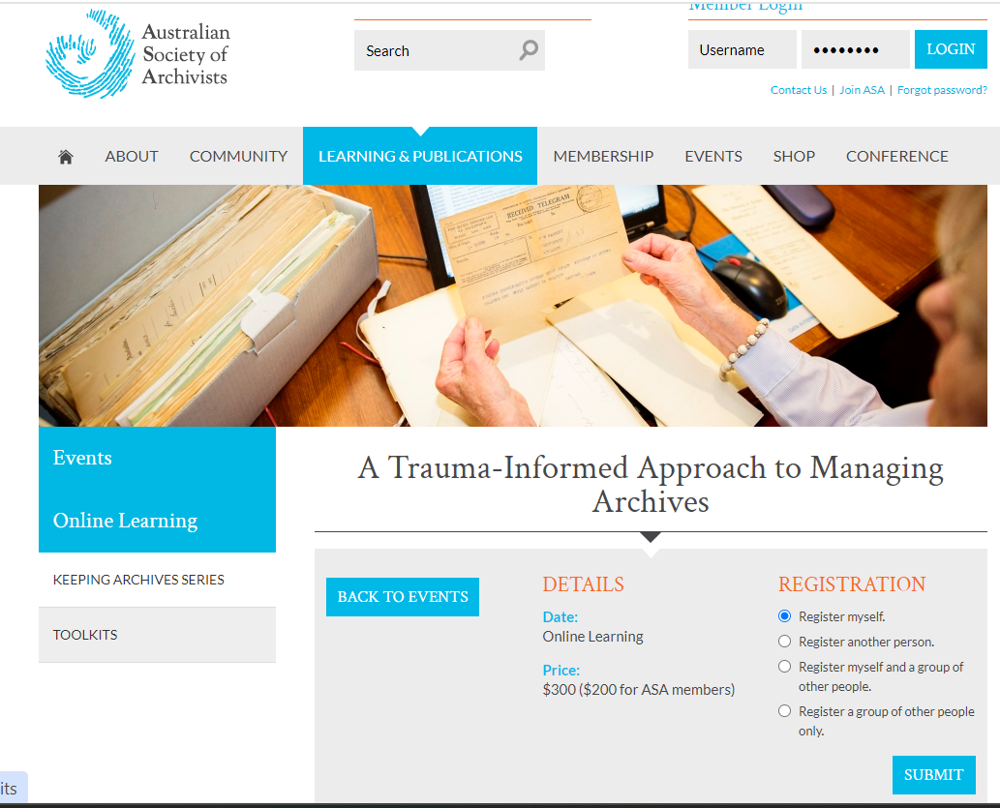 Member Login
Australian
Society of
Archivists
Search
Username
LOGIN
Contact Us | Join ASA | Forgot password?
ABOUT COMMUNITY LEARNING & PUBLICATIONS MEMBERSHIP EVENTS SHOP CONFERENCE
RECEIVED TELEGRAM
Events
Online Learning
KEEPING ARCHIVES SERIES
TOOLKITS
A Trauma-Informed Approach to Managing
Archives
BACK TO EVENTS
DETAILS
Date:
Online Learning
Price:
$300 ($200 for ASA members)
REGISTRATION
Register myself.
Register another person.
Register myself and a group of
other people.
Register a group of other people
only.
SUBMIT
its